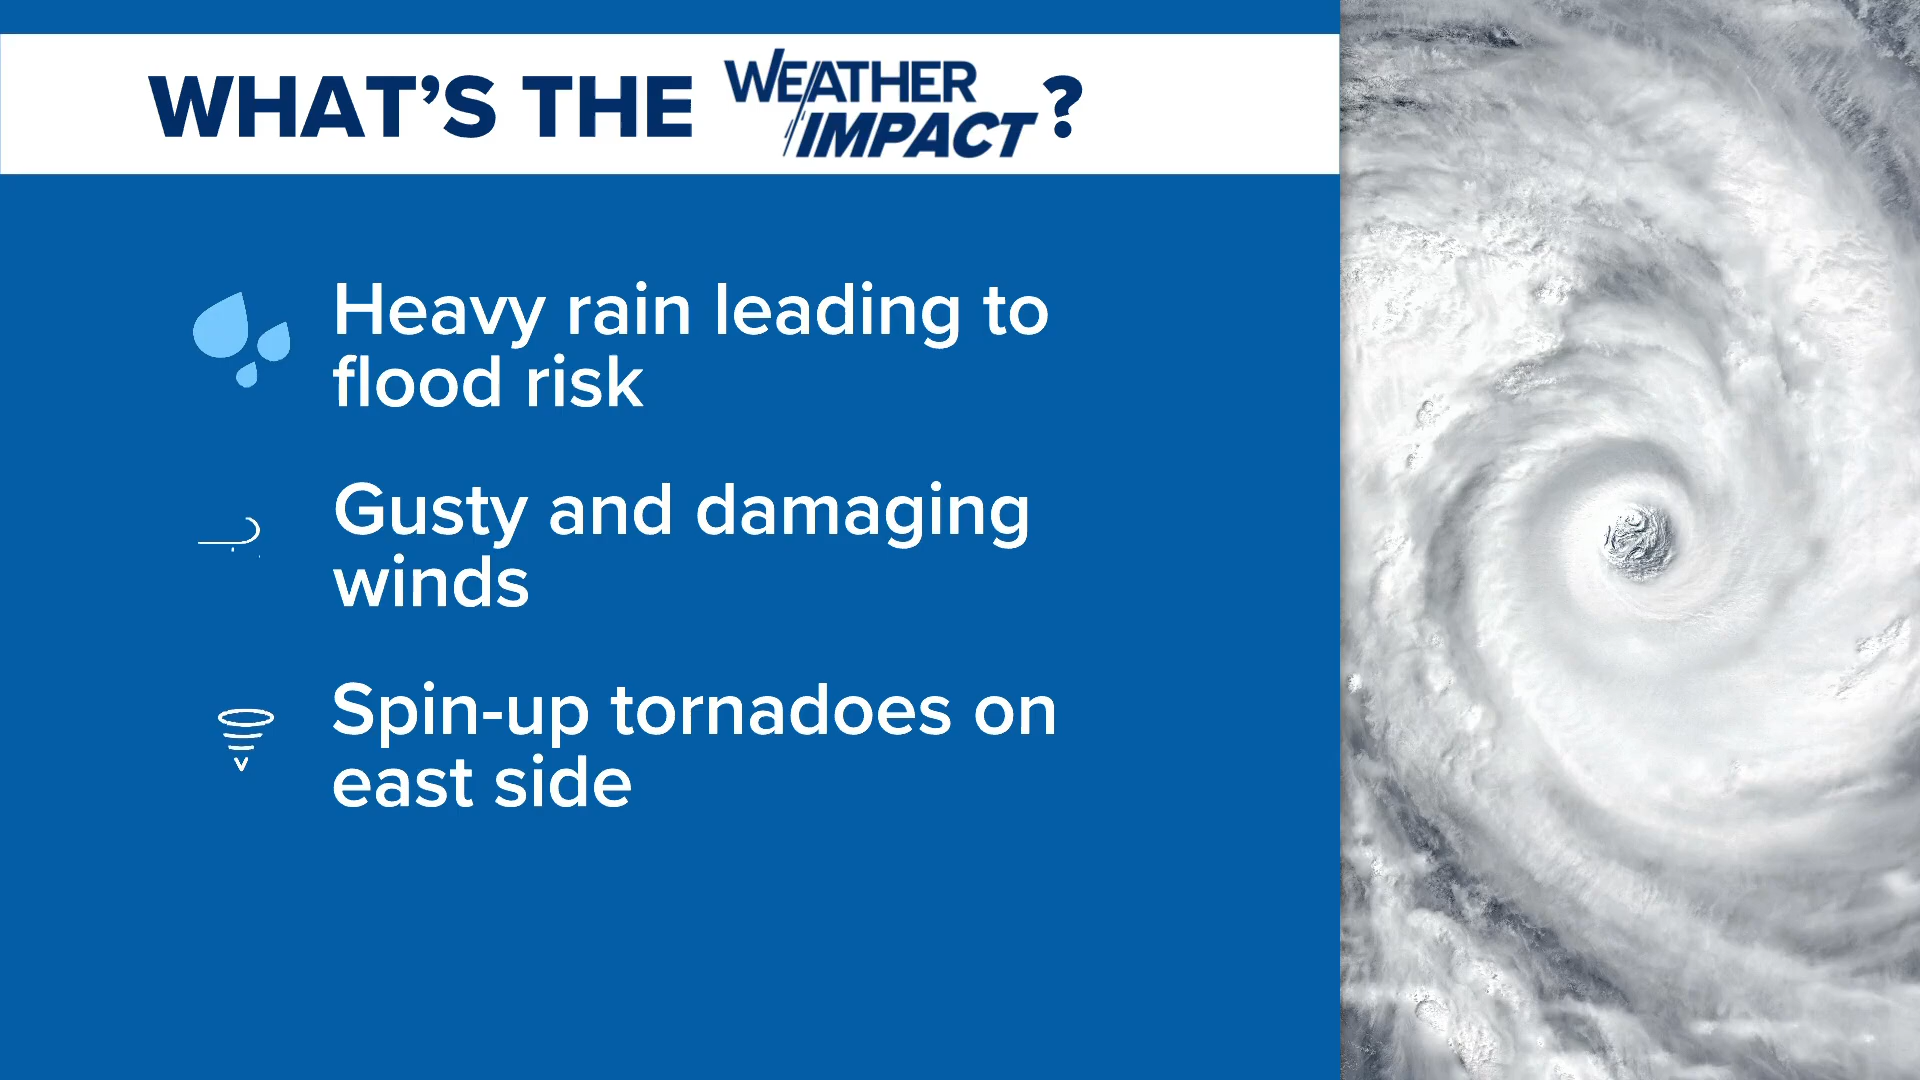 WHAT'S THE WEATHER IMPACT?
Heavy rain leading to
flood risk
Gusty and damaging
winds
Spin-up tornadoes on
east side